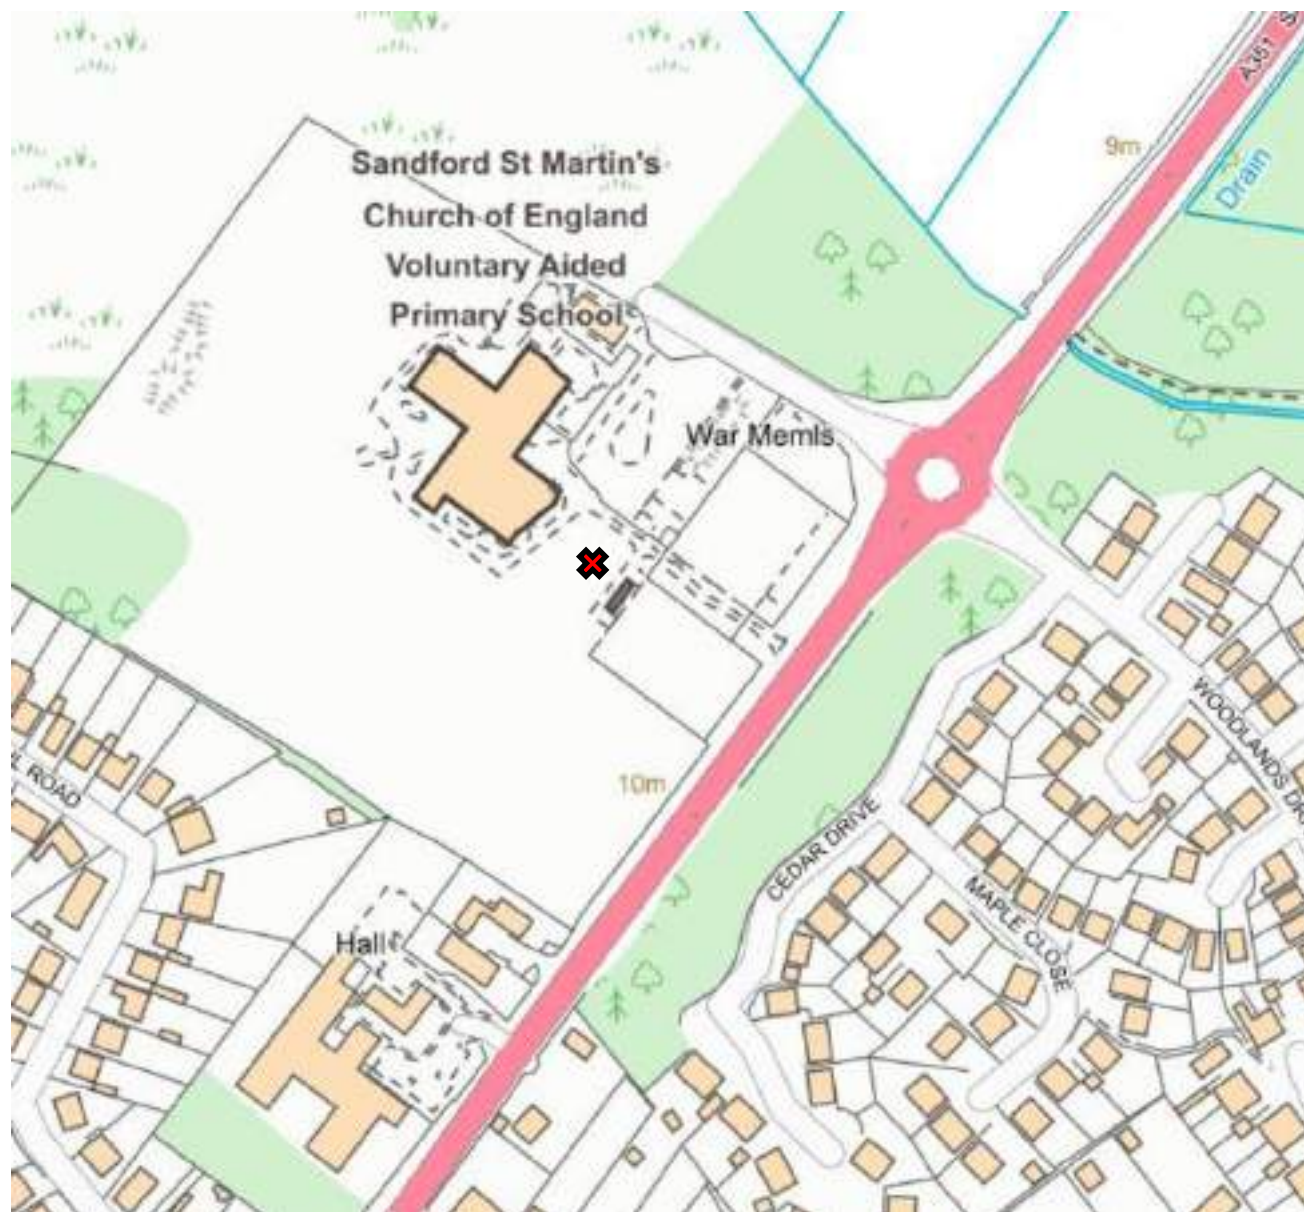 A351
9m
Drain
Sandford St Martin's
Church of England
Voluntary Aided
Primary School
War Memls
WOODLANDS
10m
ROAD
CEDAR DRIVE
MAPLE CLOSE
Hall